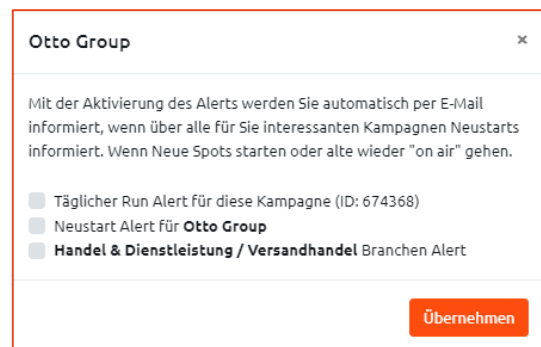 Otto Group ×
Mit der Aktivierung des Alerts werden Sie automatisch per E-Mail
informiert, wenn über alle für Sie interessanten Kampagnen Neustarts
informiert. Wenn Neue Spots starten oder alte wieder "on air" gehen.
Täglicher Run Alert für diese Kampagne (ID: 674368)
Neustart Alert für Otto Group
Handel & Dienstleistung / Versandhandel Branchen Alert
Übernehmen